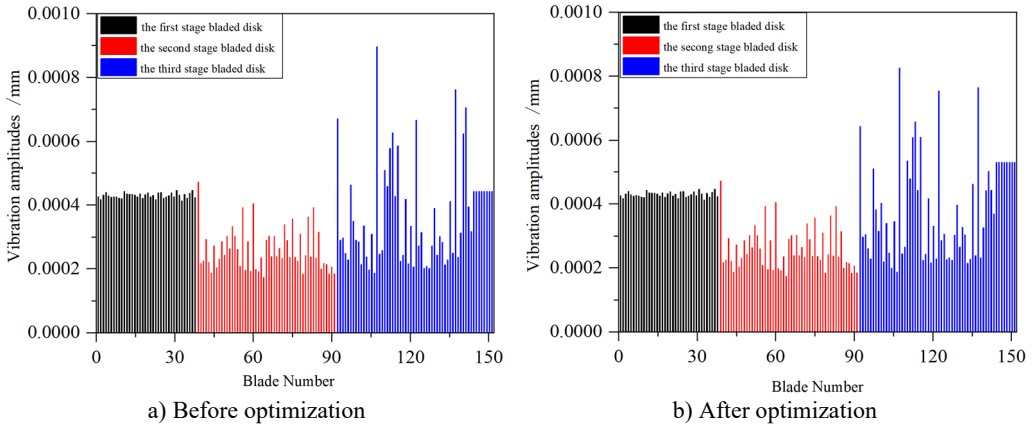 0.0010
0.0008
0.0006
0.0004
0.0002
0.0000
Vibration amplitudes /mm
the first stage bladed disk
the second stage bladed disk
the third stage bladed disk
0 30 60 90 120 150
Blade Number
a) Before optimization
0.0010
0.0008
0.0006
0.0004
0.0002
0.0000
Vibration amplitudes /mm
the first stage bladed disk
the secong stage bladed disk
the third stage bladed disk
0 30 60 90 120 150
Blade Number
b) After optimization